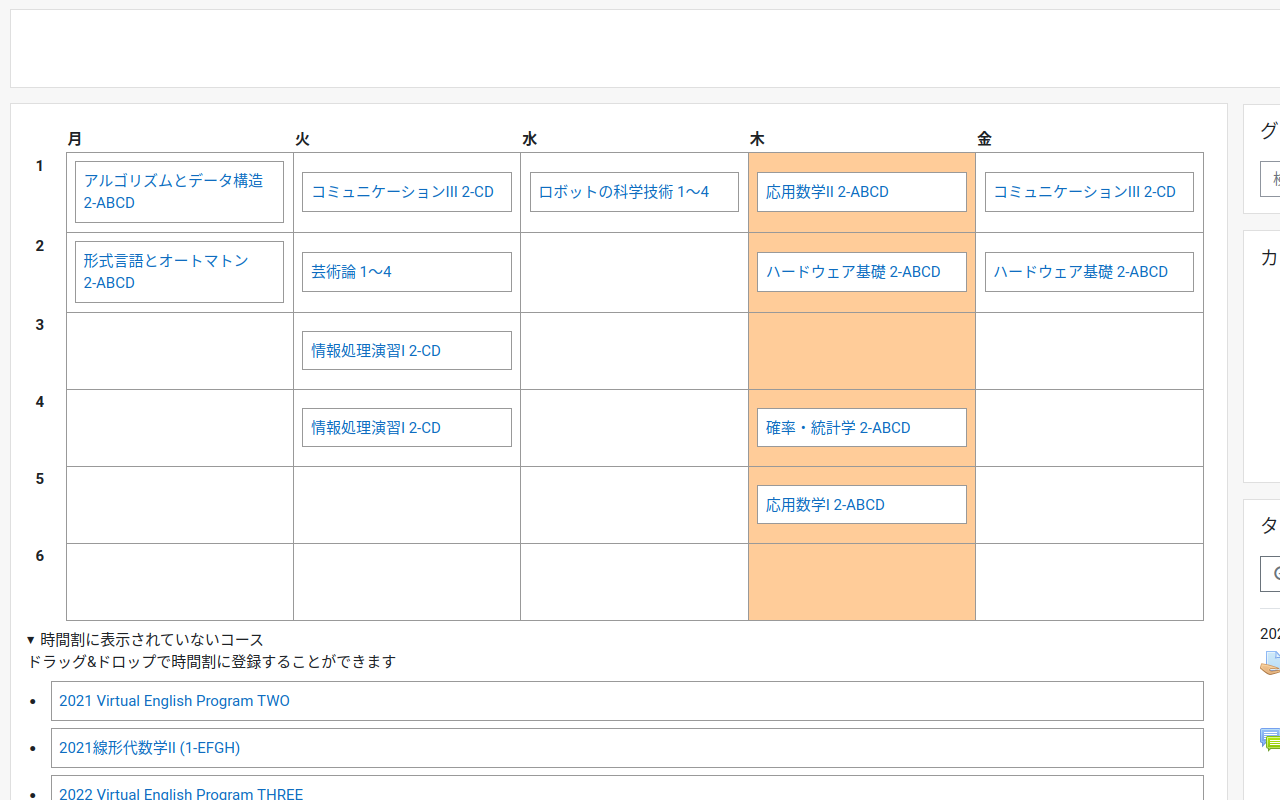 月 火 水 木 金
1
アルゴリズムとデータ構造
2-ABCD
コミュニケーションIII 2-CD
ロボットの科学技術 1〜4
応用数学II 2-ABCD
コミュニケーションIII 2-CD
2
形式言語とオートマトン
2-ABCD
芸術論 1〜4
ハードウェア基礎 2-ABCD
ハードウェア基礎 2-ABCD
3
情報処理演習I 2-CD
4
情報処理演習I 2-CD
確率・統計学 2-ABCD
5
応用数学I 2-ABCD
6
▼ 時間割に表示されていないコース
ドラッグ&ドロップで時間割に登録することができます
• 2021 Virtual English Program TWO
• 2021線形代数学II (1-EFGH)
• 2022 Virtual English Program THREE
グ
カ
タ
202